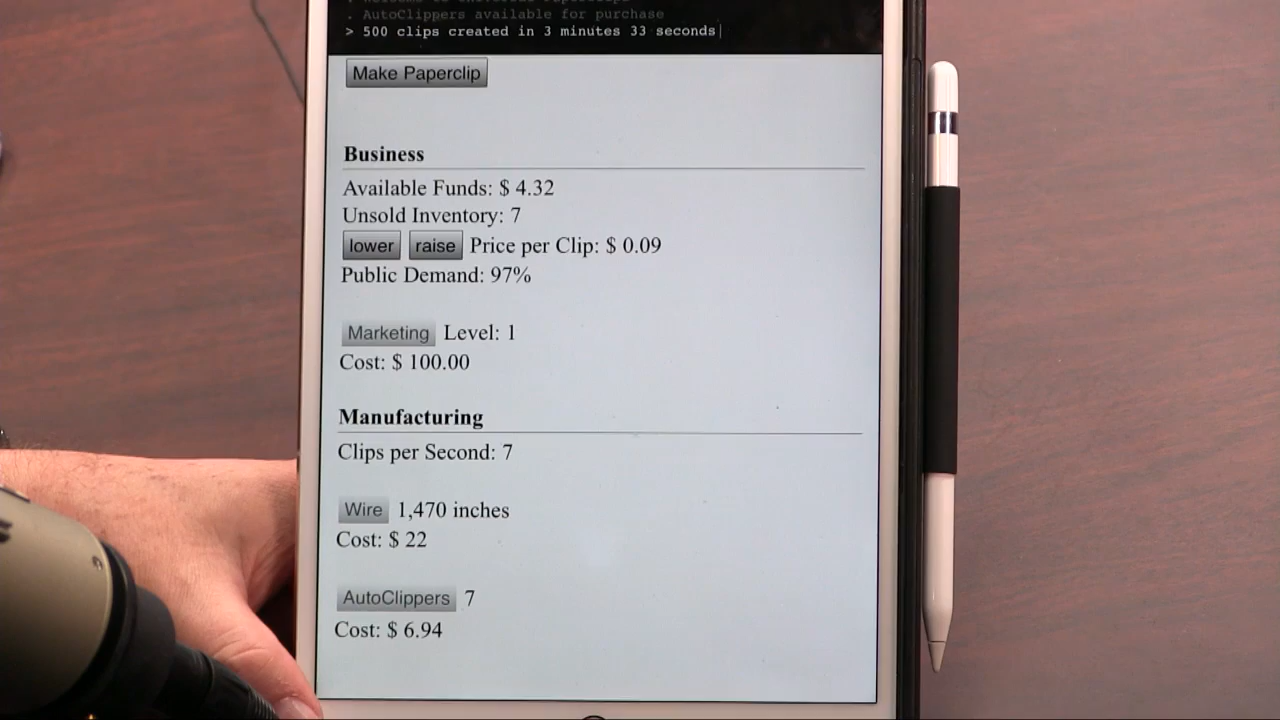 . AutoClippers available for purchase
> 500 clips created in 3 minutes 33 seconds
Make Paperclip
Business
Available Funds: $ 4.32
Unsold Inventory: 7
lower raise Price per Clip: $ 0.09
Public Demand: 97%
Marketing Level: 1
Cost: $ 100.00
Manufacturing
Clips per Second: 7
Wire 1,470 inches
Cost: $ 22
AutoClippers 7
Cost: $ 6.94